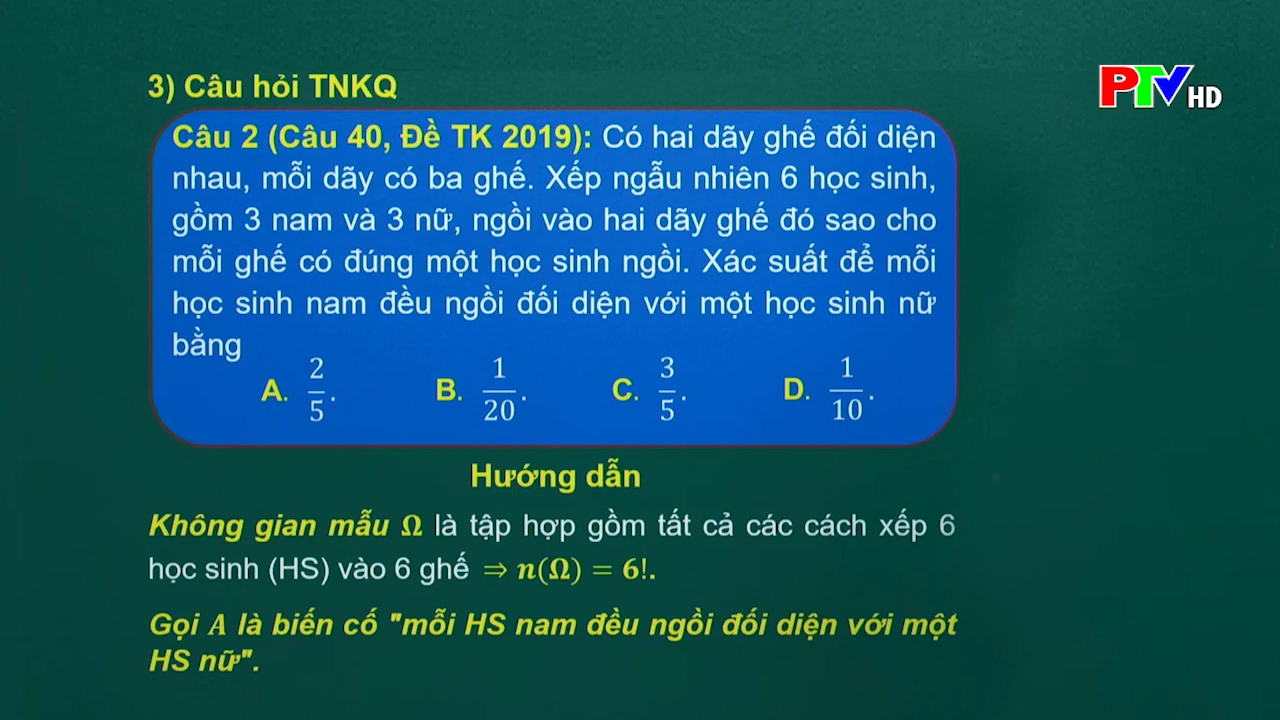 PTV HD
3) Câu hỏi TNKQ
Câu 2 (Câu 40, Đề TK 2019): Có hai dãy ghế đối diện
nhau, mỗi dãy có ba ghế. Xếp ngẫu nhiên 6 học sinh,
gồm 3 nam và 3 nữ, ngồi vào hai dãy ghế đó sao cho
mỗi ghế có đúng một học sinh ngồi. Xác suất để mỗi
học sinh nam đều ngồi đối diện với một học sinh nữ
bằng
A. 2/5. B. 1/20. C. 3/5. D. 1/10.
Hướng dẫn
Không gian mẫu Ω là tập hợp gồm tất cả các cách xếp 6
học sinh (HS) vào 6 ghế ⇒ n(Ω) = 6!.
Gọi A là biến cố "mỗi HS nam đều ngồi đối diện với một
HS nữ".